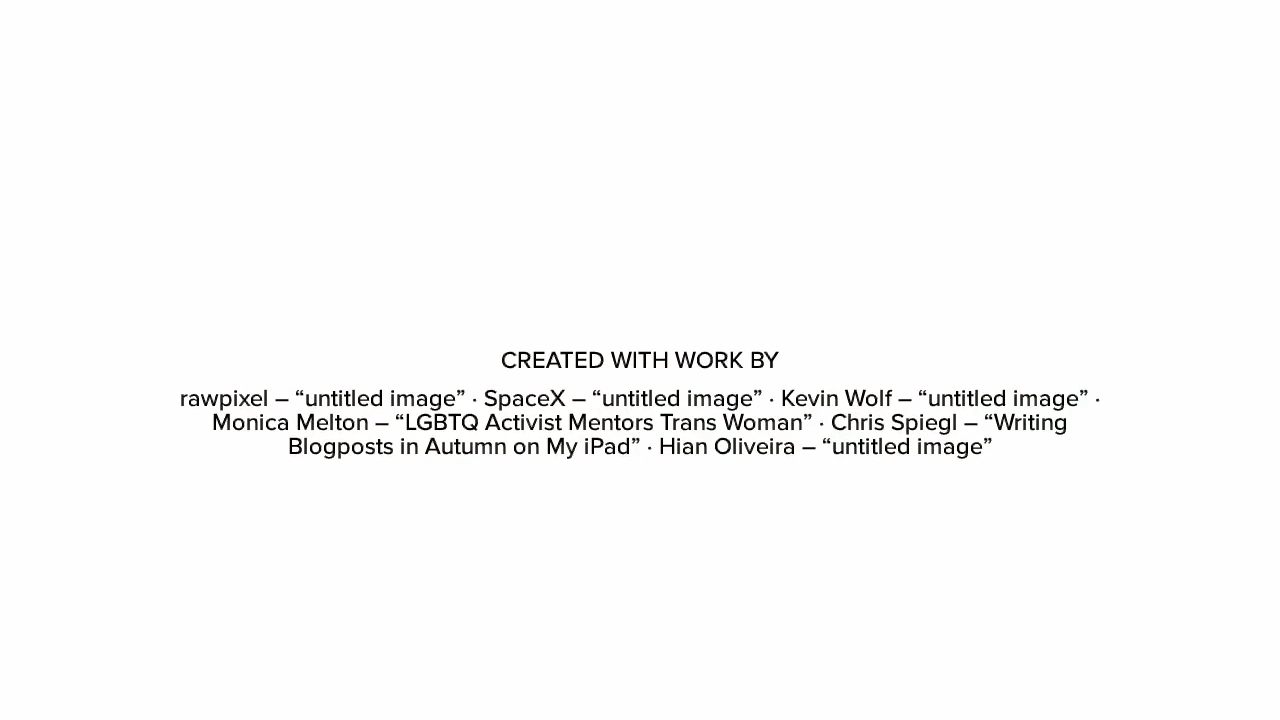 CREATED WITH WORK BY
rawpixel – “untitled image” · SpaceX – “untitled image” · Kevin Wolf – “untitled image” ·
Monica Melton – “LGBTQ Activist Mentors Trans Woman” · Chris Spiegl – “Writing
Blogposts in Autumn on My iPad” · Hian Oliveira – “untitled image”